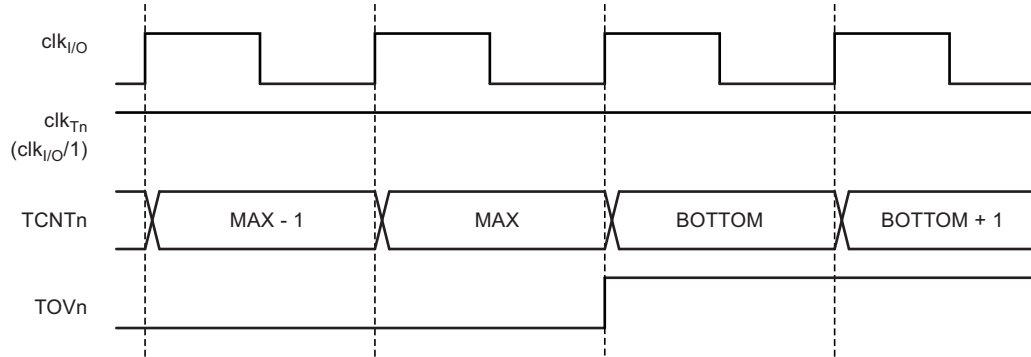 clkI/O
clkTn
(clkI/O/1)
TCNTn MAX - 1 MAX BOTTOM BOTTOM + 1
TOVn